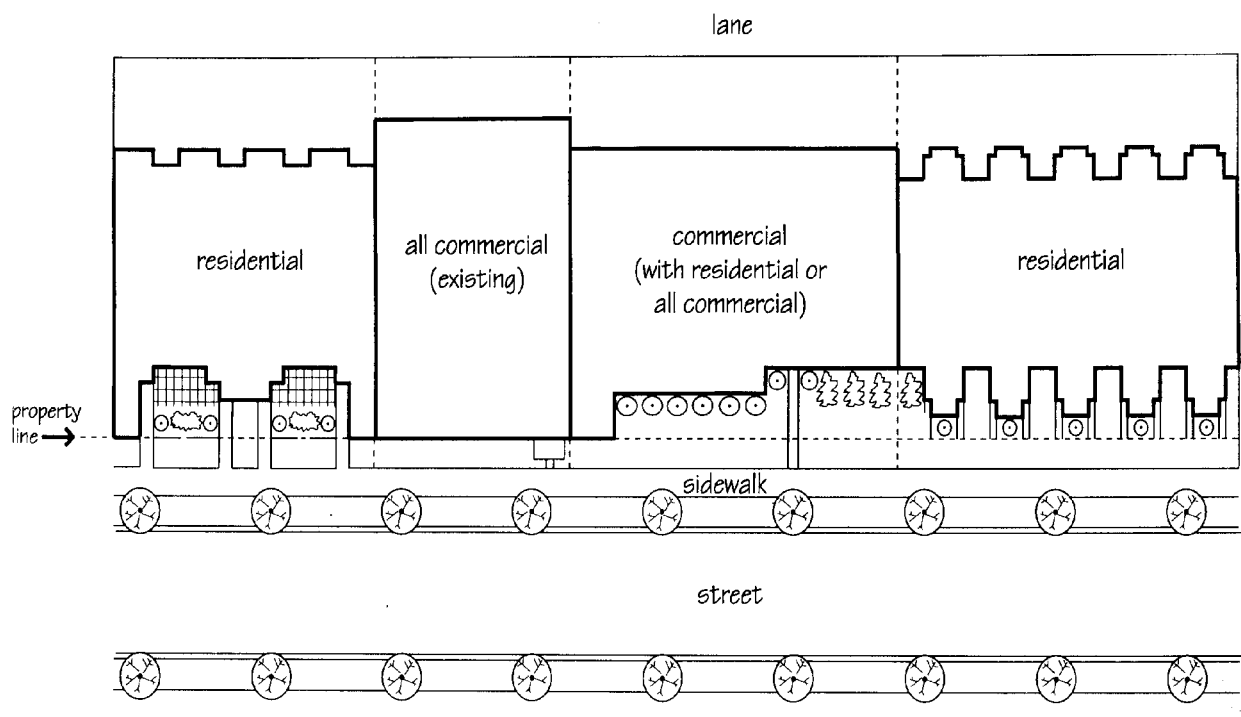 lane
residential
all commercial
(existing)
commercial
(with residential or
all commercial)
residential
property
line
sidewalk
street